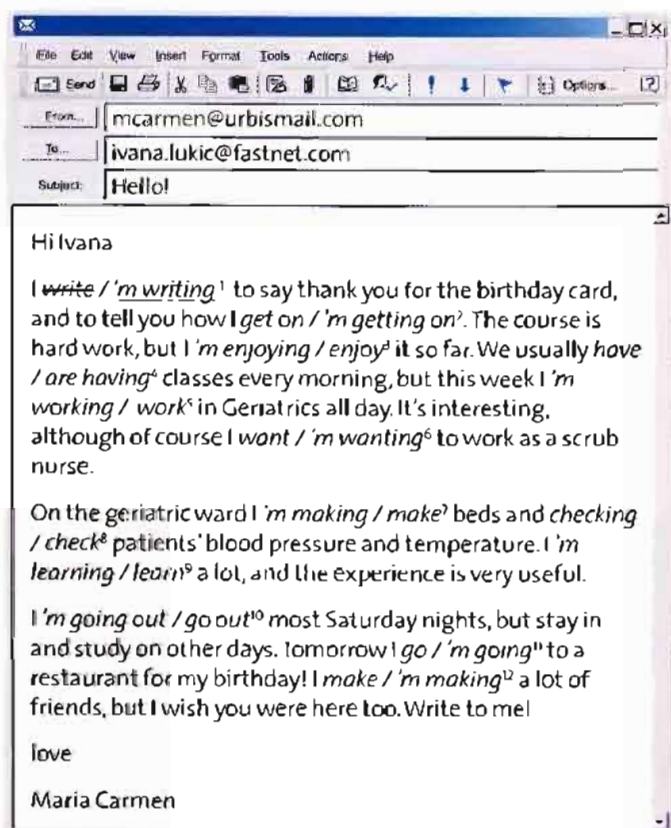 File Edit View Insert Format Tools Actions Help
Send Options...
From... mcarmen@urbismail.com
To... ivana.lukic@fastnet.com
Subject: Hello!
Hi Ivana
I write / 'm writing¹ to say thank you for the birthday card,
and to tell you how I get on / 'm getting on². The course is
hard work, but I 'm enjoying / enjoy³ it so far. We usually have
/ are having⁴ classes every morning, but this week I 'm
working / work⁵ in Geriatrics all day. It's interesting,
although of course I want / 'm wanting⁶ to work as a scrub
nurse.
On the geriatric ward I 'm making / make⁷ beds and checking
/ check⁸ patients' blood pressure and temperature. I 'm
learning / learn⁹ a lot, and the experience is very useful.
I 'm going out / go out¹⁰ most Saturday nights, but stay in
and study on other days. Tomorrow I go / 'm going¹¹ to a
restaurant for my birthday! I make / 'm making¹² a lot of
friends, but I wish you were here too. Write to me!
love
Maria Carmen